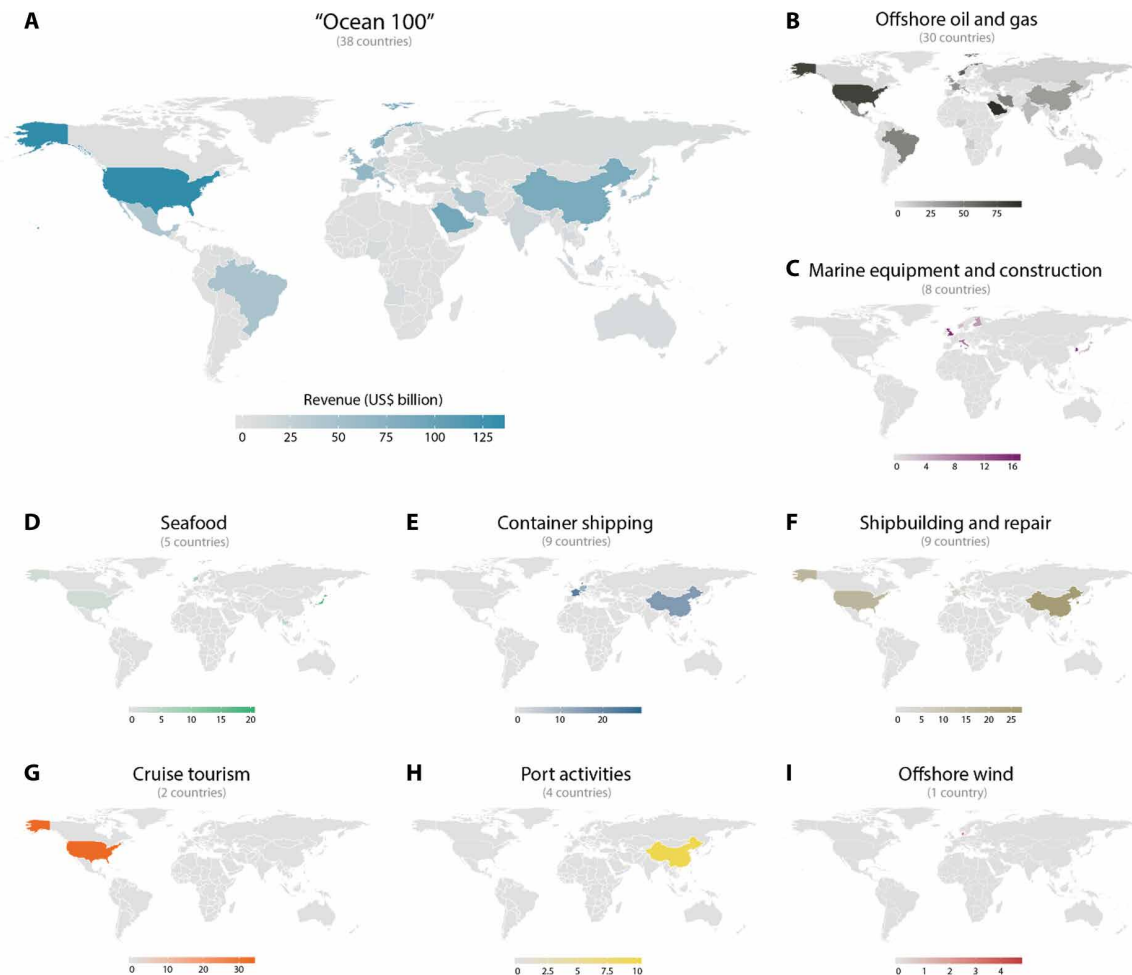 A
“Ocean 100”
(38 countries)
Revenue (US$ billion)
0 25 50 75 100 125
B
Offshore oil and gas
(30 countries)
0 25 50 75
C
Marine equipment and construction
(8 countries)
0 4 8 12 16
D
Seafood
(5 countries)
0 5 10 15 20
E
Container shipping
(9 countries)
0 10 20
F
Shipbuilding and repair
(9 countries)
0 5 10 15 20 25
G
Cruise tourism
(2 countries)
0 10 20 30
H
Port activities
(4 countries)
0 2.5 5 7.5 10
I
Offshore wind
(1 country)
0 1 2 3 4